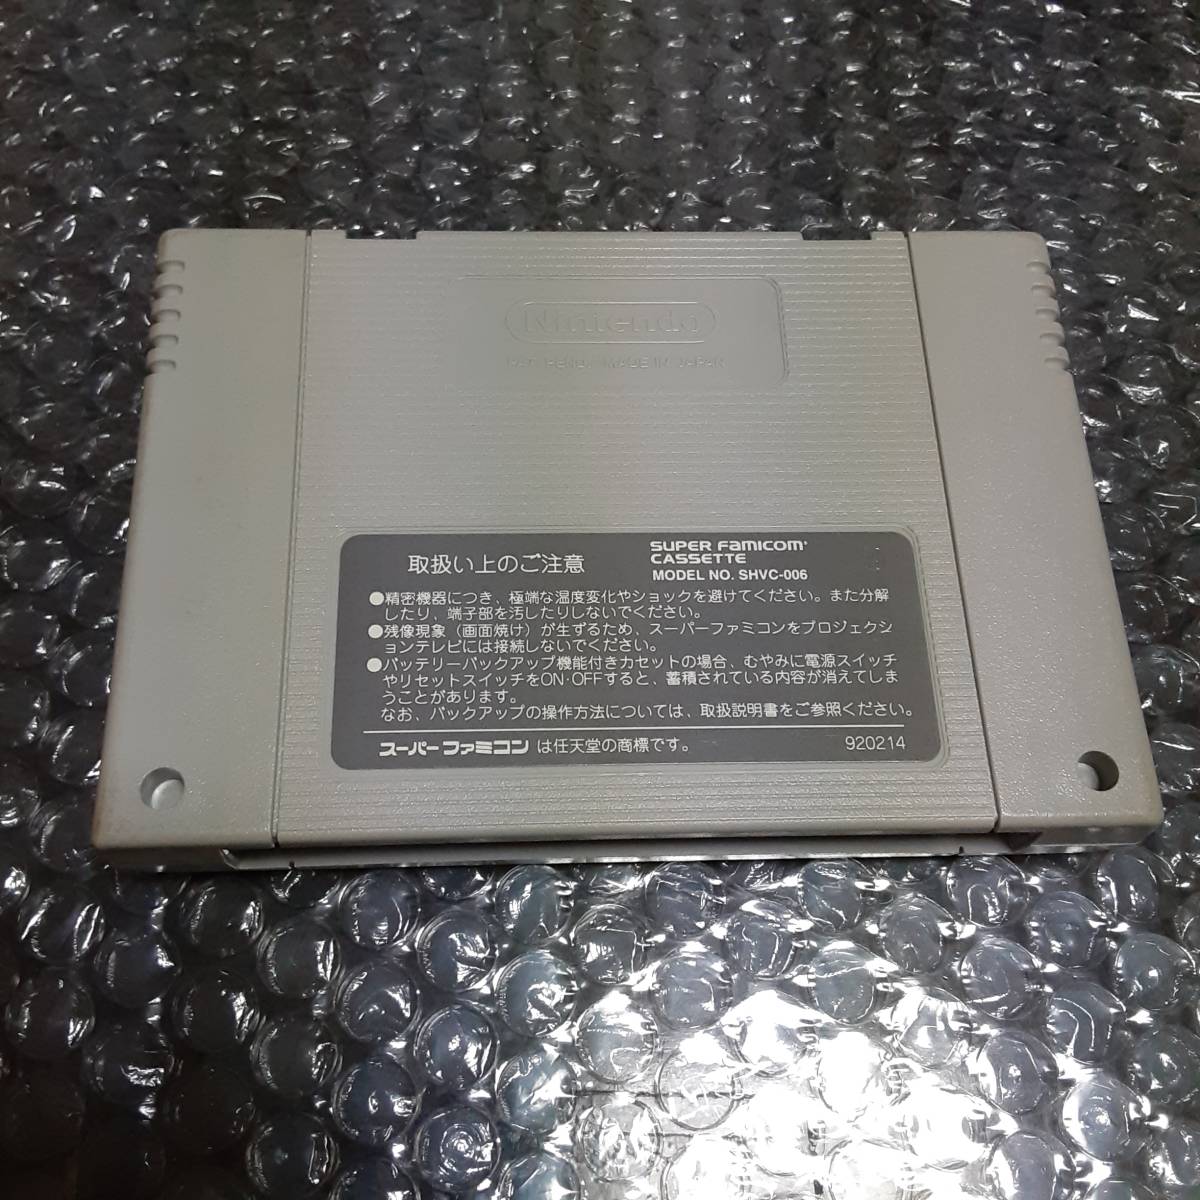 Nintendo
PAT. PEND. MADE IN JAPAN
取扱い上のご注意
SUPER FAMICOM
CASSETTE
MODEL NO. SHVC-006
●精密機器につき、極端な温度変化やショックを避けてください。また分解
したり、端子部を汚したりしないでください。
●残像現象（画面焼け）が生ずるため、スーパーファミコンをプロジェクシ
ョンテレビには接続しないでください。
●バッテリーバックアップ機能付きカセットの場合、むやみに電源スイッチ
やリセットスイッチをON・OFFすると、蓄積されている内容が消えてしま
うことがあります。
なお、バックアップの操作方法については、取扱説明書をご参照ください。
スーパーファミコン は任天堂の商標です。
920214